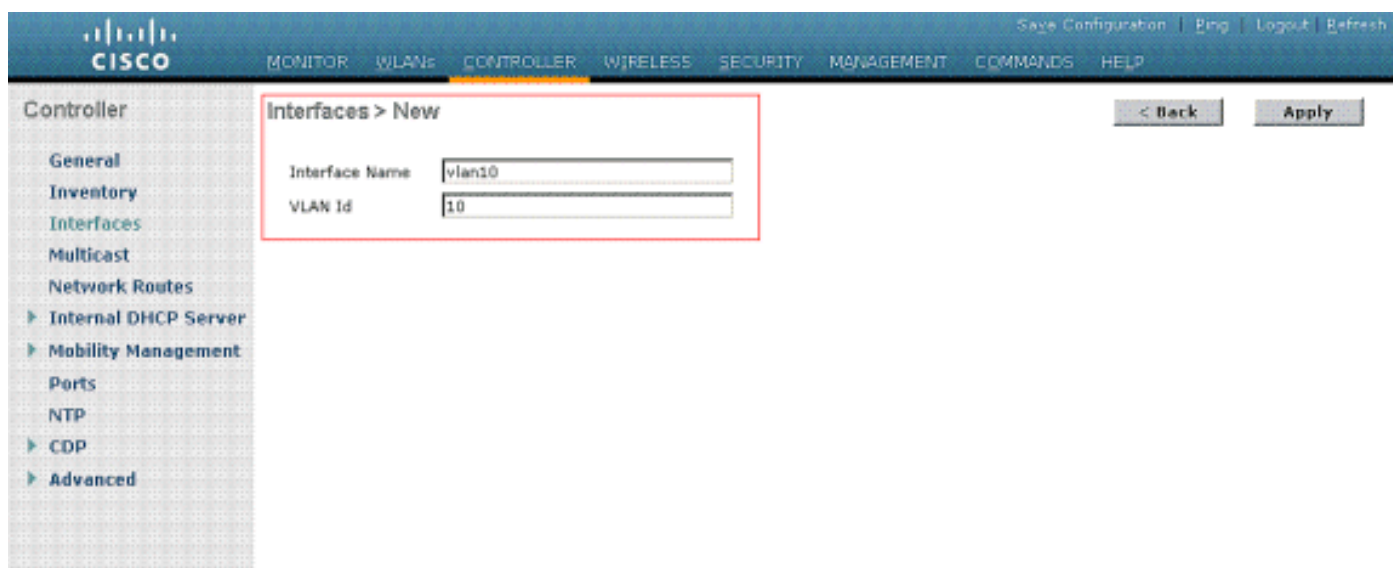 Save Configuration | Ping | Logout | Refresh
CISCO
MONITOR WLANs CONTROLLER WIRELESS SECURITY MANAGEMENT COMMANDS HELP
Controller
General
Inventory
Interfaces
Multicast
Network Routes
Internal DHCP Server
Mobility Management
Ports
NTP
CDP
Advanced
Interfaces > New
< Back
Apply
Interface Name vlan10
VLAN Id 10